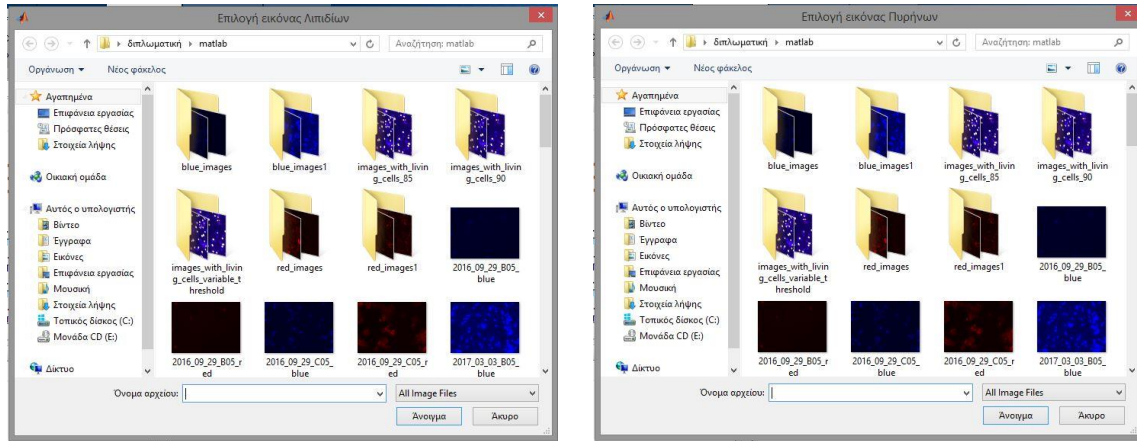 Επιλογή εικόνας Λιπιδίων
διπλωματική matlab
Αναζήτηση: matlab
Οργάνωση
Νέος φάκελος
Αγαπημένα
Επιφάνεια εργασίας
Πρόσφατες θέσεις
Στοιχεία λήψης
Οικιακή ομάδα
Αυτός ο υπολογιστής
Βίντεο
Έγγραφα
Εικόνες
Επιφάνεια εργασίας
Μουσική
Στοιχεία λήψης
Τοπικός δίσκος (C:)
Μονάδα CD (E:)
Δίκτυο
blue_images
blue_images1
images_with_livin
g_cells_85
images_with_livin
g_cells_90
images_with_livin
g_cells_variable_t
hreshold
red_images
red_images1
2016_09_29_B05_
blue
2016_09_29_B05_r
ed
2016_09_29_C05_
blue
2016_09_29_C05_r
ed
2017_03_03_B05_
blue
Όνομα αρχείου:
All Image Files
Άνοιγμα
Άκυρο
Επιλογή εικόνας Πυρήνων
διπλωματική matlab
Αναζήτηση: matlab
Οργάνωση
Νέος φάκελος
Αγαπημένα
Επιφάνεια εργασίας
Πρόσφατες θέσεις
Στοιχεία λήψης
Οικιακή ομάδα
Αυτός ο υπολογιστής
Βίντεο
Έγγραφα
Εικόνες
Επιφάνεια εργασίας
Μουσική
Στοιχεία λήψης
Τοπικός δίσκος (C:)
Μονάδα CD (E:)
Δίκτυο
blue_images
blue_images1
images_with_livin
g_cells_85
images_with_livin
g_cells_90
images_with_livin
g_cells_variable_t
hreshold
red_images
red_images1
2016_09_29_B05_
blue
2016_09_29_B05_r
ed
2016_09_29_C05_
blue
2016_09_29_C05_r
ed
2017_03_03_B05_
blue
Όνομα αρχείου:
All Image Files
Άνοιγμα
Άκυρο